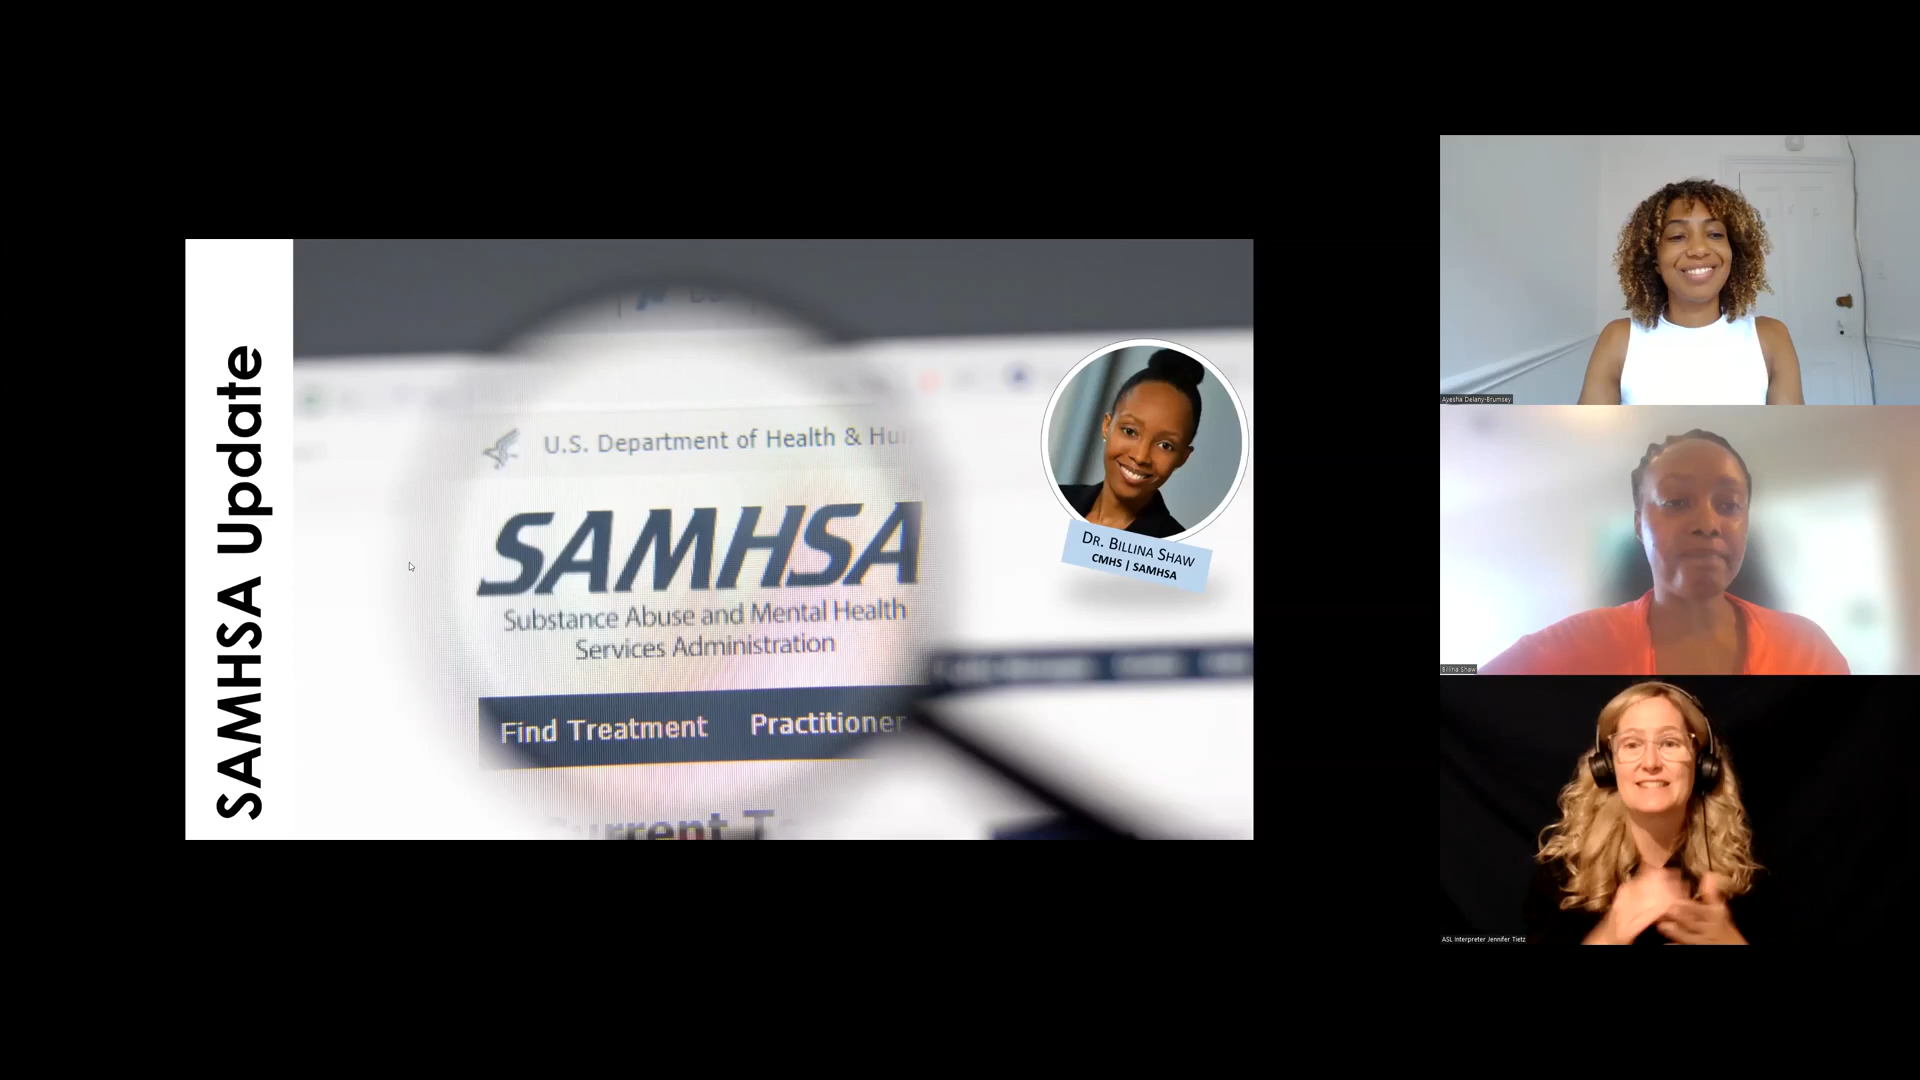 SAMHSA Update
U.S. Department of Health & Hu
SAMHSA
Substance Abuse and Mental Health
Services Administration
Find Treatment Practitioner
urrent T
DR. BILLINA SHAW
CMHS | SAMHSA
Ayesha Delany-Brumsey
Billina Shaw
ASL Interpreter Jennifer Tietz